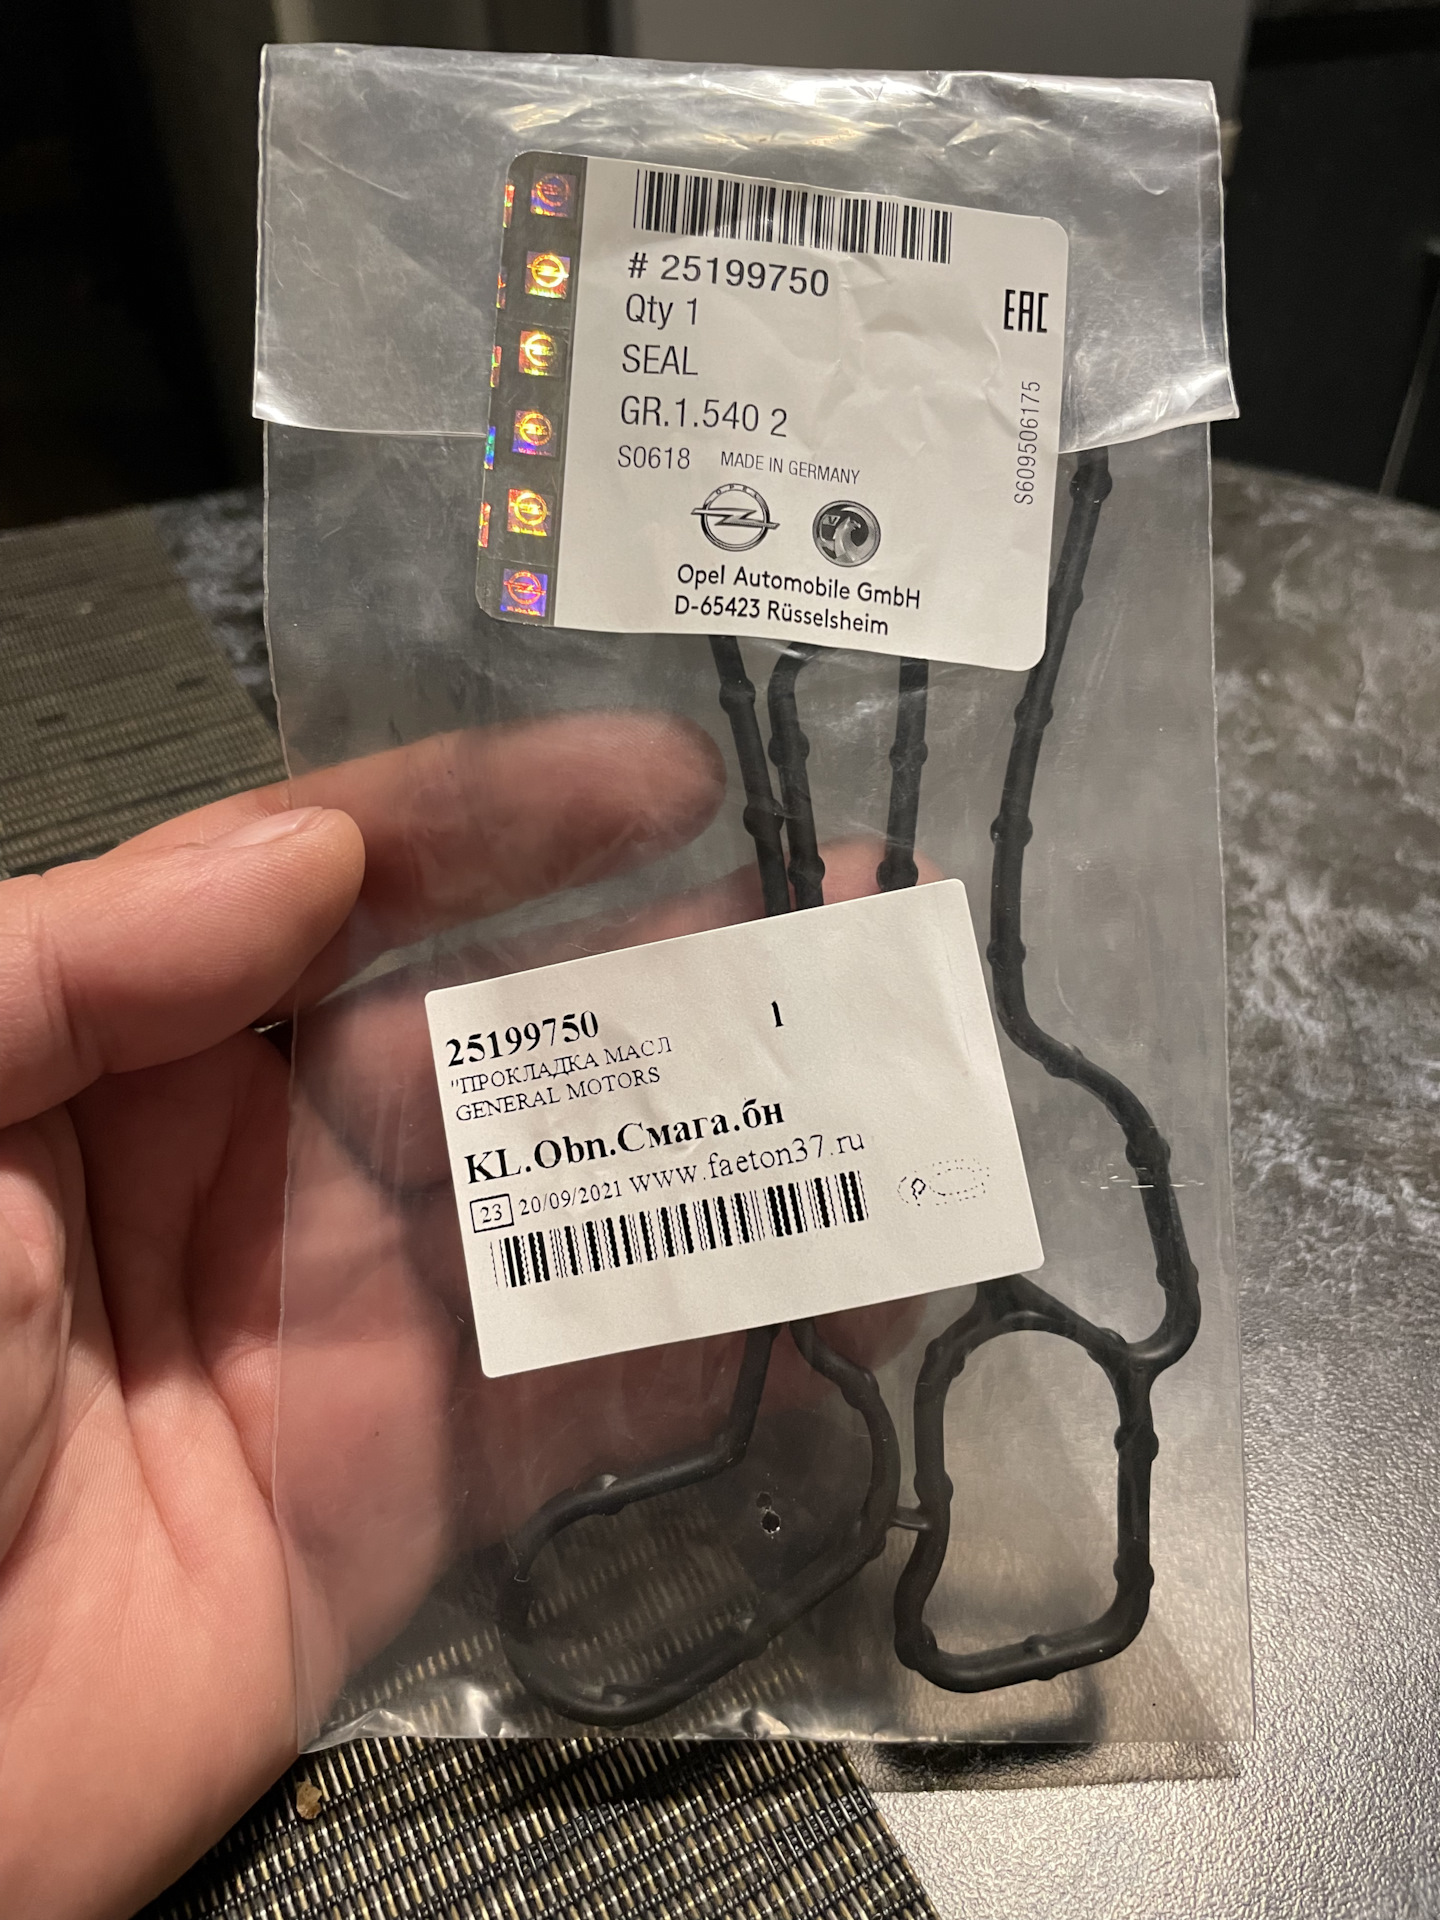 # 25199750
Qty 1
SEAL
GR.1.540 2
S0618 MADE IN GERMANY
EAC
S609506175
OPEL
Opel Automobile GmbH
D-65423 Rüsselsheim
25199750 1
"ПРОКЛАДКА МАСЛ
GENERAL MOTORS
KL.Obn.Смага.бн
23 20/09/2021 WWW.faeton37.ru